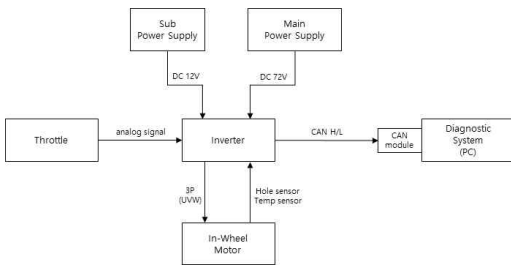 Sub
Power Supply
Main
Power Supply
DC 12V
DC 72V
Throttle
analog signal
Inverter
CAN H/L
CAN
module
Diagnostic
System
(PC)
3P
(UVW)
Hole sensor
Temp sensor
In-Wheel
Motor